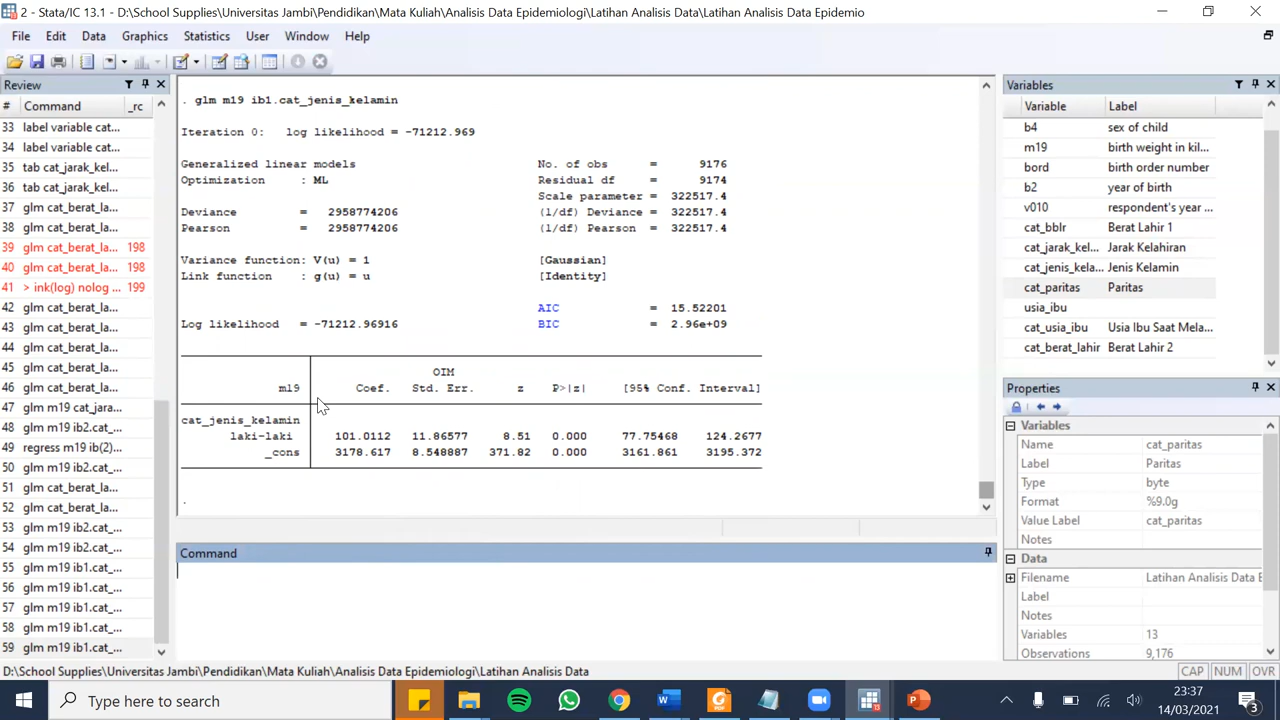 2 - Stata/IC 13.1 - D:\School Supplies\Universitas Jambi\Pendidikan\Mata Kuliah\Analisis Data Epidemiologi\Latihan Analisis Data\Latihan Analisis Data Epidemio
File Edit Data Graphics Statistics User Window Help
Review
# Command _rc
33 label variable cat...
34 label variable cat...
35 tab cat_jarak_kel...
36 tab cat_jarak_kel...
37 glm cat_berat_la...
38 glm cat_berat_la...
39 glm cat_berat_la... 198
40 glm cat_berat_la... 198
41 > ink(log) nolog ... 199
42 glm cat_berat_la...
43 glm cat_berat_la...
44 glm cat_berat_la...
45 glm cat_berat_la...
46 glm cat_berat_la...
47 glm m19 cat_jara...
48 glm m19 ib2.cat_...
49 regress m19 ib(2)...
50 glm m19 ib2.cat_...
51 glm cat_berat_la...
52 glm cat_berat_la...
53 glm m19 ib2.cat_...
54 glm m19 ib2.cat_...
55 glm m19 ib1.cat_...
56 glm m19 ib1.cat_...
57 glm m19 ib1.cat_...
58 glm m19 ib1.cat_...
59 glm m19 ib1.cat_...
. glm m19 ib1.cat_jenis_kelamin
Iteration 0: log likelihood = -71212.969
Generalized linear models No. of obs = 9176
Optimization : ML Residual df = 9174
Scale parameter = 322517.4
Deviance = 2958774206 (1/df) Deviance = 322517.4
Pearson = 2958774206 (1/df) Pearson = 322517.4
Variance function: V(u) = 1 [Gaussian]
Link function : g(u) = u [Identity]
AIC = 15.52201
Log likelihood = -71212.96916 BIC = 2.96e+09
OIM
m19 Coef. Std. Err. z P>|z| [95% Conf. Interval]
cat_jenis_kelamin
laki-laki 101.0112 11.86577 8.51 0.000 77.75468 124.2677
_cons 3178.617 8.548887 371.82 0.000 3161.861 3195.372
.
Command
Variables
Variable Label
b4 sex of child
m19 birth weight in kil...
bord birth order number
b2 year of birth
v010 respondent's year ...
cat_bblr Berat Lahir 1
cat_jarak_kel... Jarak Kelahiran
cat_jenis_kela... Jenis Kelamin
cat_paritas Paritas
usia_ibu
cat_usia_ibu Usia Ibu Saat Mela...
cat_berat_lahir Berat Lahir 2
Properties
Variables
Name cat_paritas
Label Paritas
Type byte
Format %9.0g
Value Label cat_paritas
Notes
Data
Filename Latihan Analisis Data E
Label
Notes
Variables 13
Observations 9,176
D:\School Supplies\Universitas Jambi\Pendidikan\Mata Kuliah\Analisis Data Epidemiologi\Latihan Analisis Data
CAP NUM OVR
Type here to search
23:37
14/03/2021
3